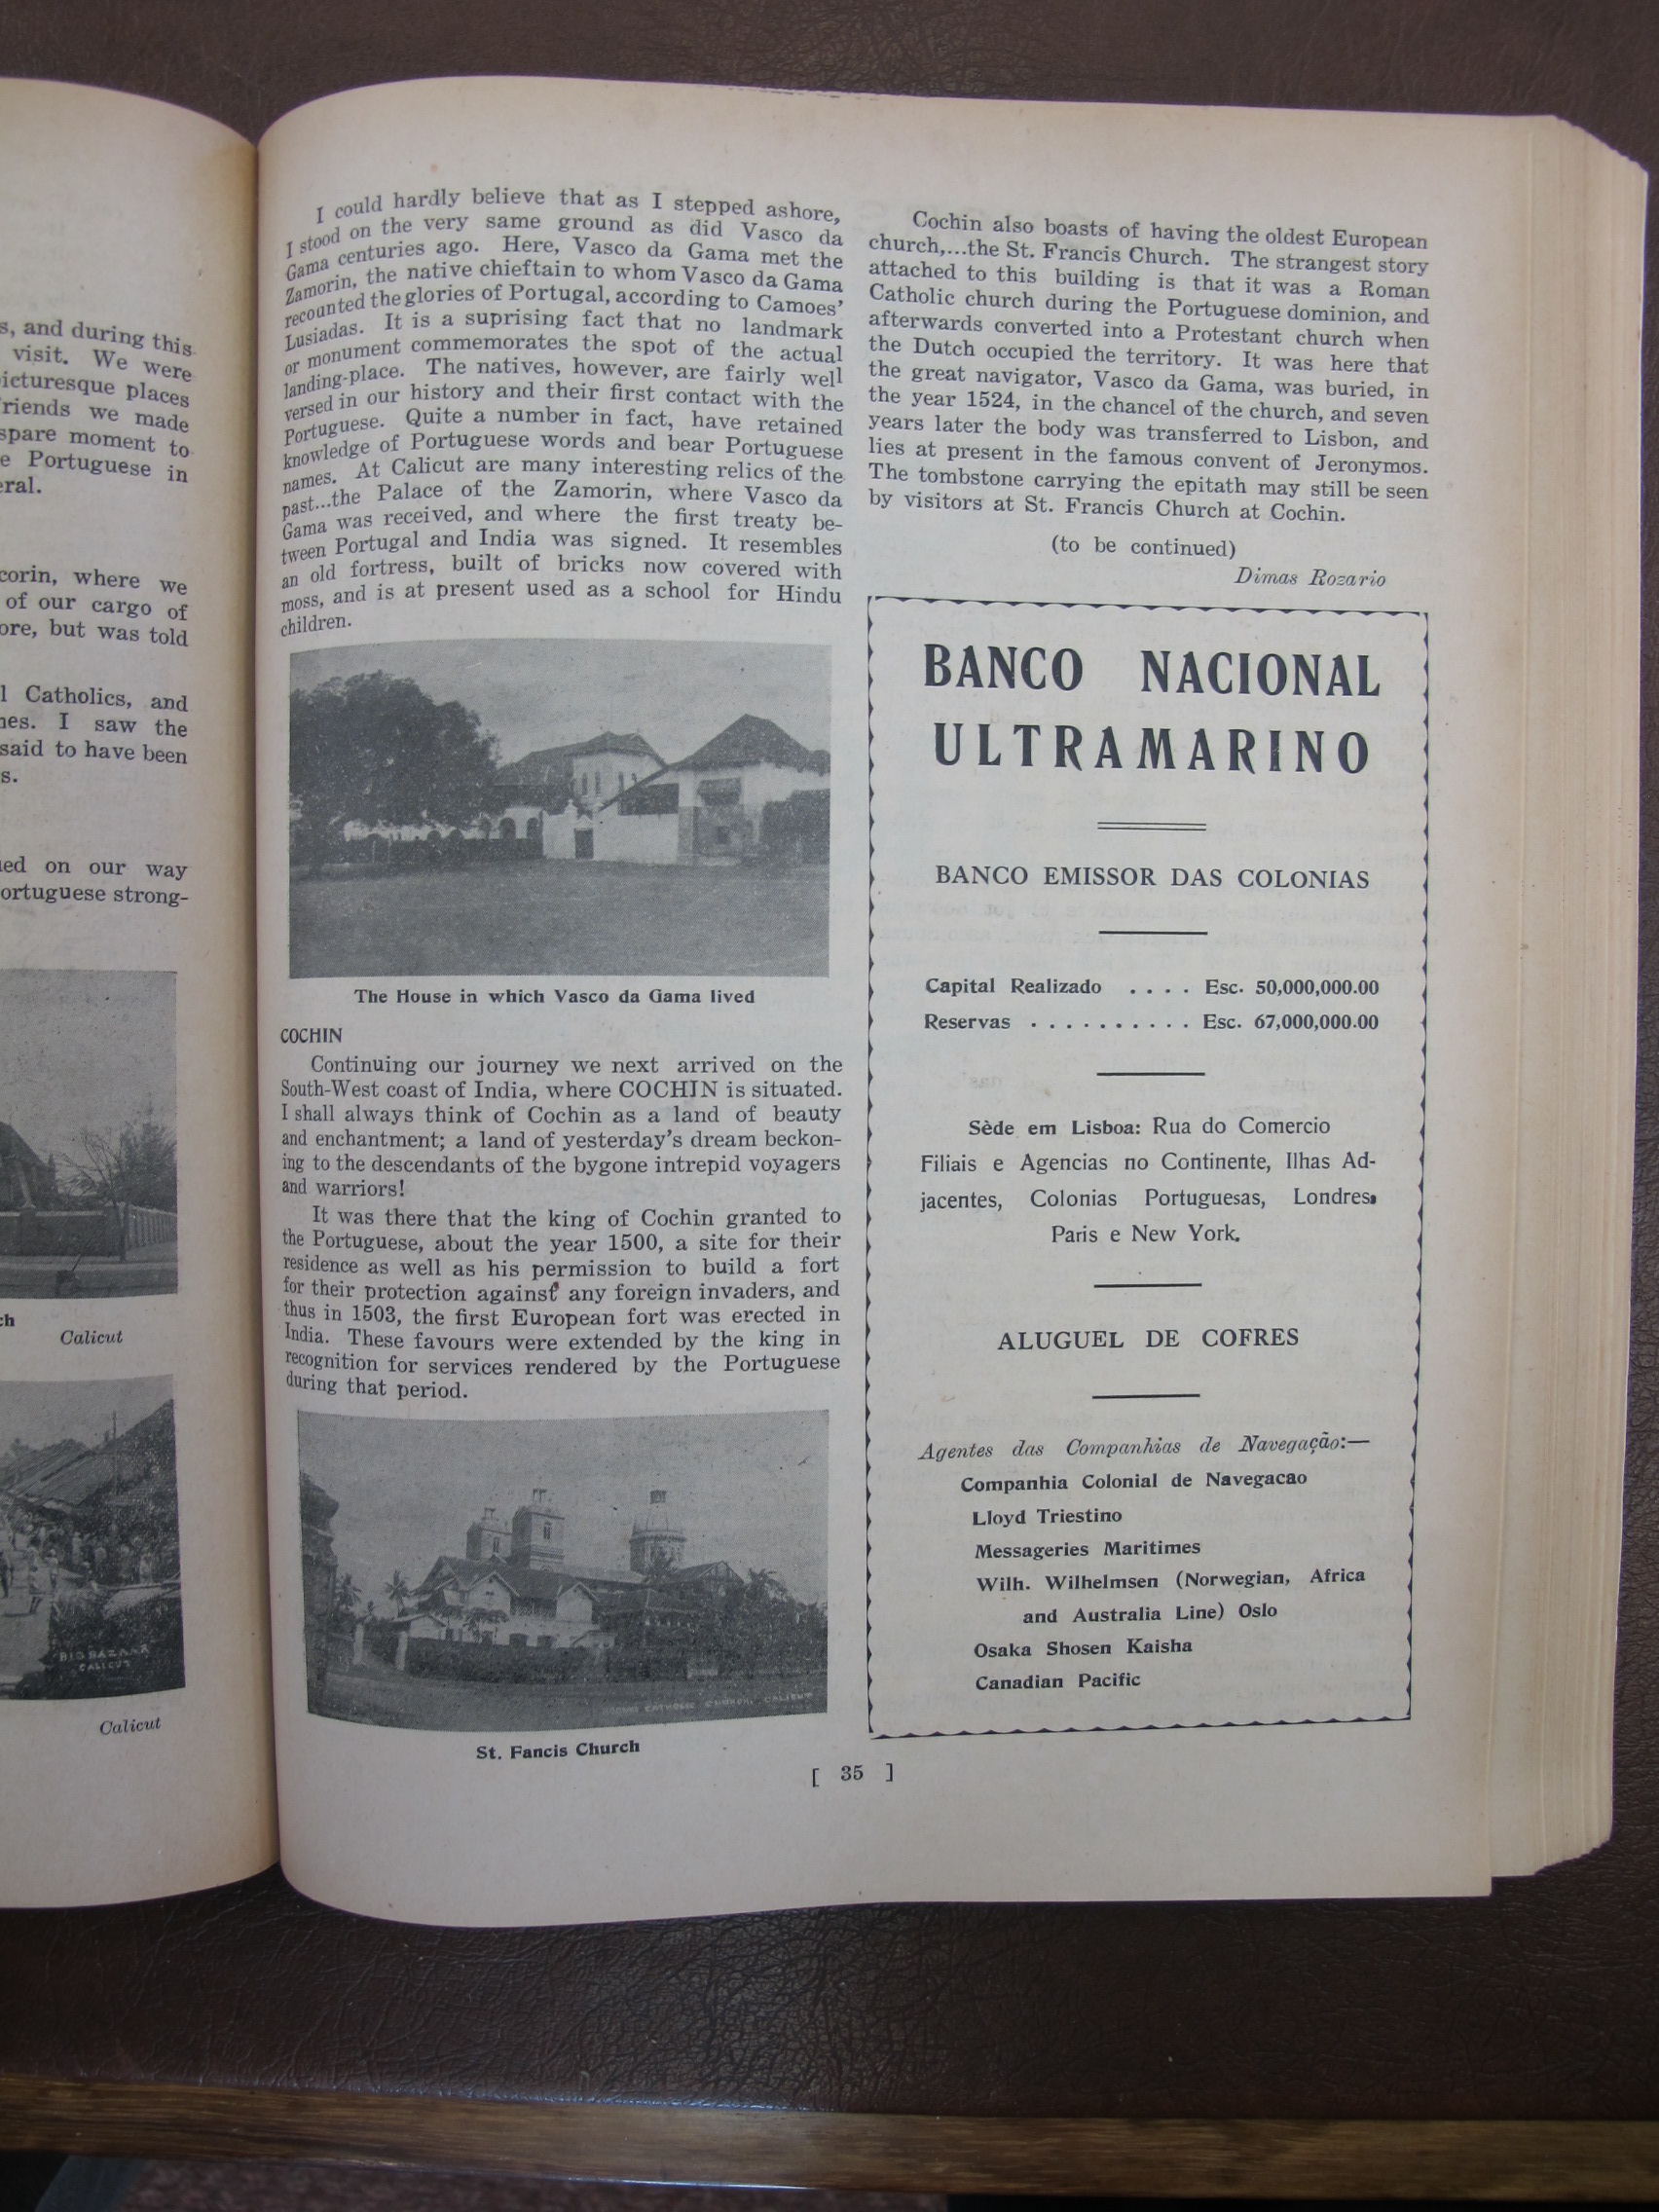 s, and during this
visit. We were
icturesque places
riends we made
spare moment to
e Portuguese in
eral.
corin, where we
of our cargo of
ore, but was told
l Catholics, and
nes. I saw the
said to have been
s.
ued on our way
ortuguese strong-
ch
Calicut
BIG BAZAAR
CALICUT
Calicut
I could hardly believe that as I stepped ashore,
I stood on the very same ground as did Vasco da
Gama centuries ago. Here, Vasco da Gama met the
Zamorin, the native chieftain to whom Vasco da Gama
recounted the glories of Portugal, according to Camoes'
Lusiadas. It is a suprising fact that no landmark
or monument commemorates the spot of the actual
landing-place. The natives, however, are fairly well
versed in our history and their first contact with the
Portuguese. Quite a number in fact, have retained
knowledge of Portuguese words and bear Portuguese
names. At Calicut are many interesting relics of the
past...the Palace of the Zamorin, where Vasco da
Gama was received, and where the first treaty be-
tween Portugal and India was signed. It resembles
an old fortress, built of bricks now covered with
moss, and is at present used as a school for Hindu
children.
The House in which Vasco da Gama lived
COCHIN
Continuing our journey we next arrived on the
South-West coast of India, where COCHIN is situated.
I shall always think of Cochin as a land of beauty
and enchantment; a land of yesterday's dream beckon-
ing to the descendants of the bygone intrepid voyagers
and warriors!
It was there that the king of Cochin granted to
the Portuguese, about the year 1500, a site for their
residence as well as his permission to build a fort
for their protection against any foreign invaders, and
thus in 1503, the first European fort was erected in
India. These favours were extended by the king in
recognition for services rendered by the Portuguese
during that period.
CATHOLIC CHURCH, CALICUT
St. Fancis Church
Cochin also boasts of having the oldest European
church,...the St. Francis Church. The strangest story
attached to this building is that it was a Roman
Catholic church during the Portuguese dominion, and
afterwards converted into a Protestant church when
the Dutch occupied the territory. It was here that
the great navigator, Vasco da Gama, was buried, in
the year 1524, in the chancel of the church, and seven
years later the body was transferred to Lisbon, and
lies at present in the famous convent of Jeronymos.
The tombstone carrying the epitath may still be seen
by visitors at St. Francis Church at Cochin.
(to be continued)
Dimas Rozario
BANCO NACIONAL
ULTRAMARINO
BANCO EMISSOR DAS COLONIAS
Capital Realizado .... Esc. 50,000,000.00
Reservas .......... Esc. 67,000,000.00
Sède em Lisboa: Rua do Comercio
Filiais e Agencias no Continente, Ilhas Ad-
jacentes, Colonias Portuguesas, Londres,
Paris e New York.
ALUGUEL DE COFRES
Agentes das Companhias de Navegação:—
Companhia Colonial de Navegacao
Lloyd Triestino
Messageries Maritimes
Wilh. Wilhelmsen (Norwegian, Africa
and Australia Line) Oslo
Osaka Shosen Kaisha
Canadian Pacific
[ 35 ]